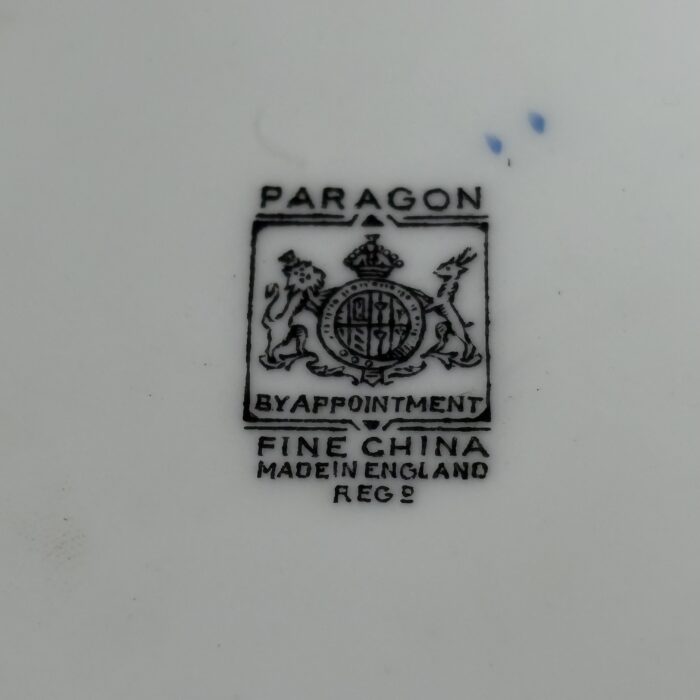 PARAGON
BY APPOINTMENT
FINE CHINA
MADE IN ENGLAND
REGD